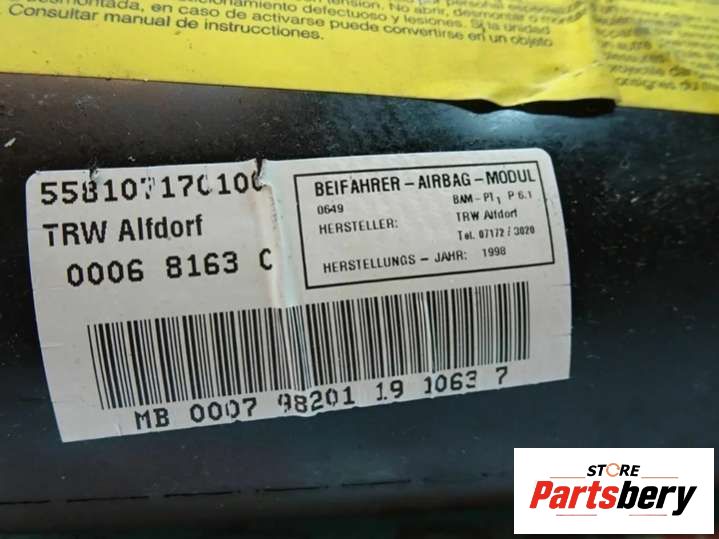 desmontada, en caso de activarse puede convertirse en un objeto
Consultar manual de instrucciones.
TRW Alfdorf
0006 8163 C
BEIFAHRER-AIRBAG-MODUL
0649 BAM-PT1 P 6.1
HERSTELLER: TRW Alfdorf
Tel. 07172 / 3020
HERSTELLUNGS-JAHR: 1998
MB 0007 98201 19 1063 7
STORE
Partsbery